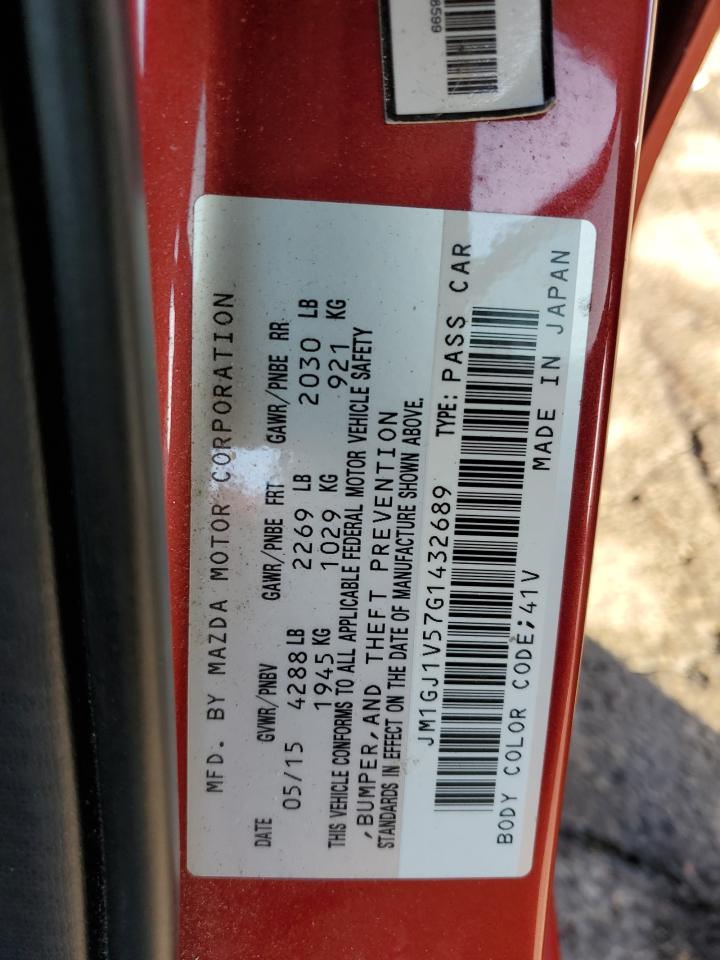 8599
MFD. BY MAZDA MOTOR CORPORATION
DATE GVWR/PNBV GAWR/PNBE FRT GAWR/PNBE RR
05/15 4288 LB 2269 LB 2030 LB
1945 KG 1029 KG 921 KG
THIS VEHICLE CONFORMS TO ALL APPLICABLE FEDERAL MOTOR VEHICLE SAFETY
,BUMPER,AND THEFT PREVENTION
STANDARDS IN EFFECT ON THE DATE OF MANUFACTURE SHOWN ABOVE.
JM1GJ1V57G1432689 TYPE: PASS CAR
BODY COLOR CODE;41V MADE IN JAPAN